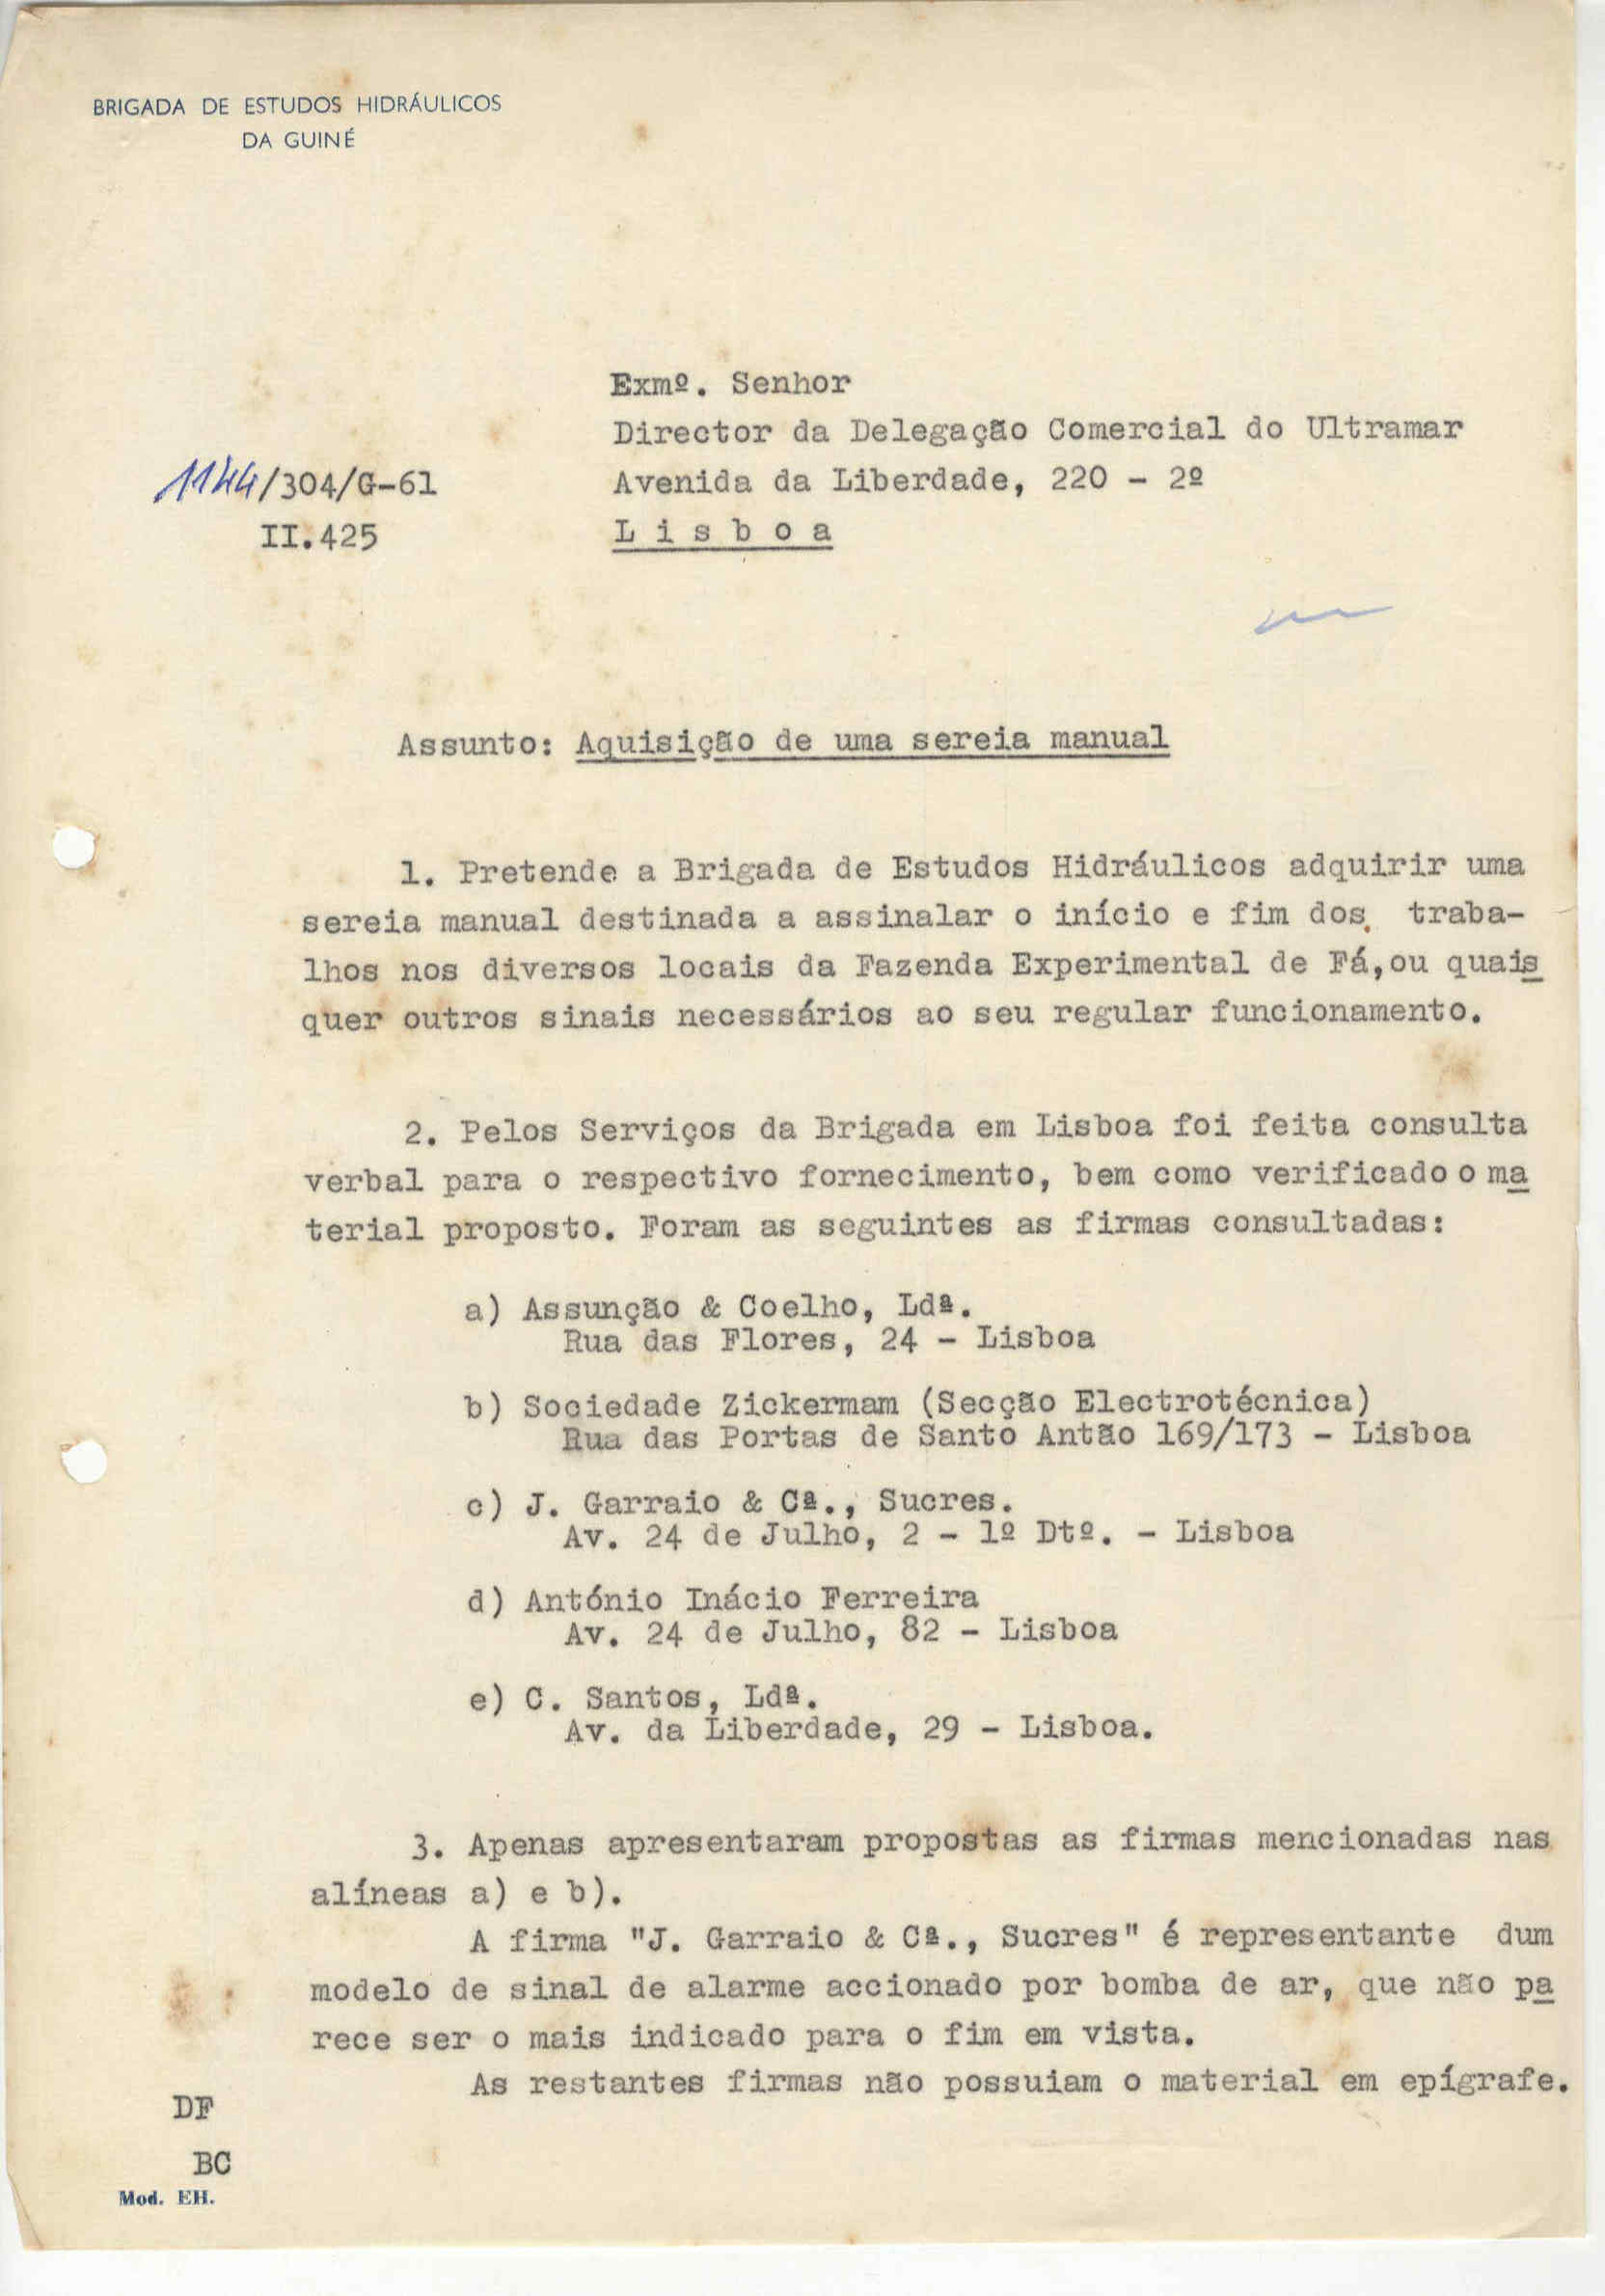 BRIGADA DE ESTUDOS HIDRÁULICOS
DA GUINÉ
Exmº. Senhor
Director da Delegação Comercial do Ultramar
1144/304/G-61
Avenida da Liberdade, 220 - 2º
II.425
L i s b o a
Assunto: Aquisição de uma sereia manual
1. Pretende a Brigada de Estudos Hidráulicos adquirir uma
sereia manual destinada a assinalar o início e fim dos traba-
lhos nos diversos locais da Fazenda Experimental de Fá,ou quais
quer outros sinais necessários ao seu regular funcionamento.
2. Pelos Serviços da Brigada em Lisboa foi feita consulta
verbal para o respectivo fornecimento, bem como verificado o ma
terial proposto. Foram as seguintes as firmas consultadas:
a) Assunção & Coelho, Ldª.
Rua das Flores, 24 - Lisboa
b) Sociedade Zickermam (Secção Electrotécnica)
Rua das Portas de Santo Antão 169/173 - Lisboa
c) J. Garraio & Cª., Sucres.
Av. 24 de Julho, 2 - 1º Dtº. - Lisboa
d) António Inácio Ferreira
Av. 24 de Julho, 82 - Lisboa
e) C. Santos, Ldª.
Av. da Liberdade, 29 - Lisboa.
3. Apenas apresentaram propostas as firmas mencionadas nas
alíneas a) e b).
A firma "J. Garraio & Cª., Sucres" é representante dum
modelo de sinal de alarme accionado por bomba de ar, que não pa
rece ser o mais indicado para o fim em vista.
As restantes firmas não possuiam o material em epígrafe.
DF
BC
Mod. EH.